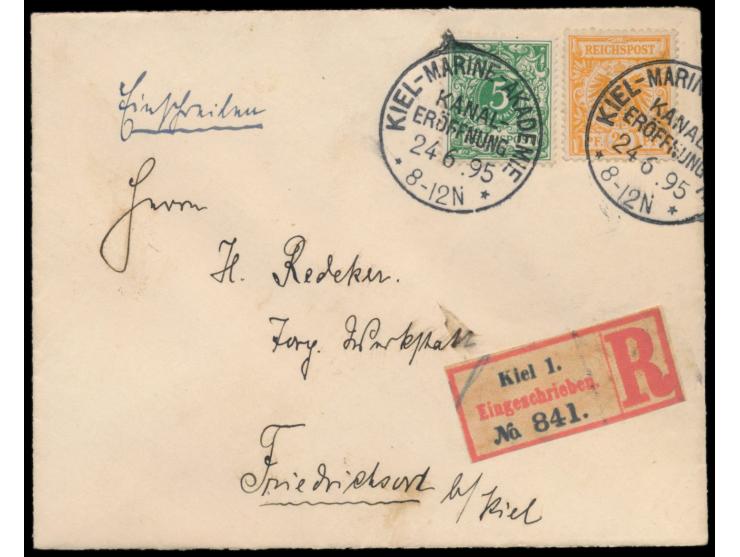 Einschreiben
5
REICHSPOST
KIEL-MARINE-AKADEMIE
KANAL-
ERÖFFNUNG
24 6.95
* 8-12N *
25
KIEL-MARINE
KANAL
ERÖFFNUNG
24 6.95
* 8-12N *
Herrn
H. Redeker.
Torp. Werkstatt
Kiel 1.
Eingeschrieben.
No 841.
R
Friedrichsort b/Kiel